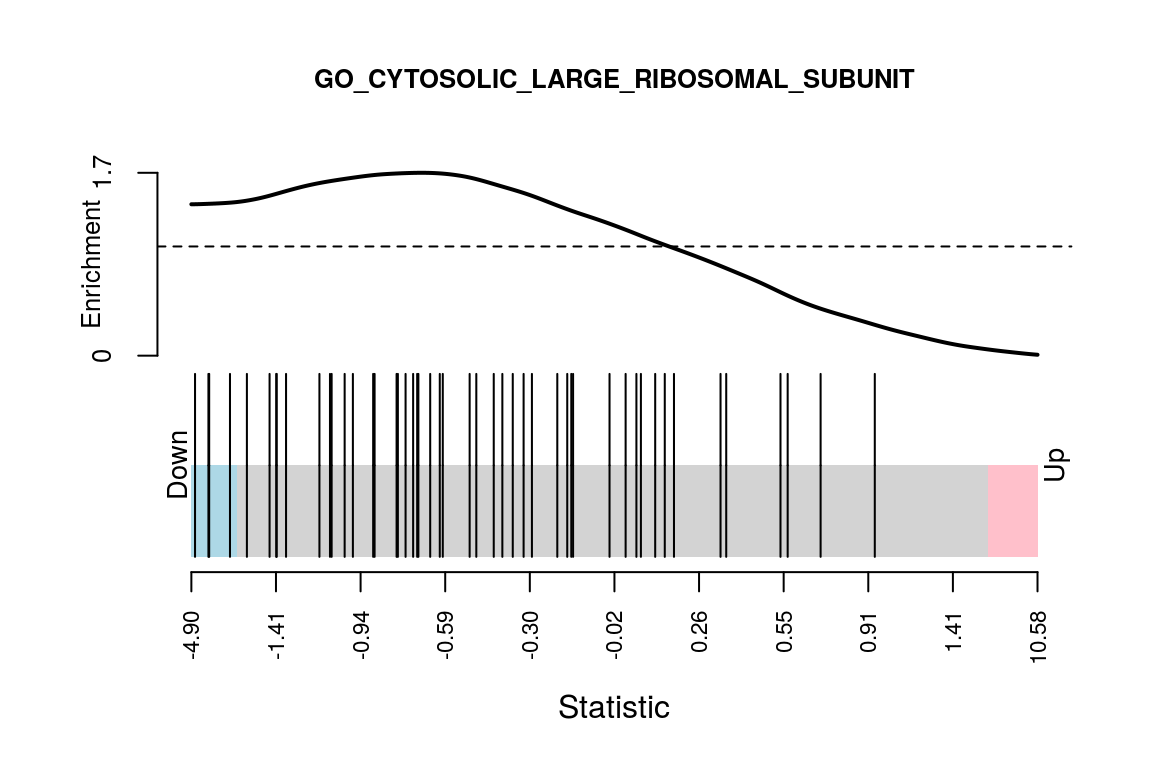 GO_CYTOSOLIC_LARGE_RIBOSOMAL_SUBUNIT
1.7
Enrichment
0
Down
Up
-4.90 -1.41 -0.94 -0.59 -0.30 -0.02 0.26 0.55 0.91 1.41 10.58
Statistic